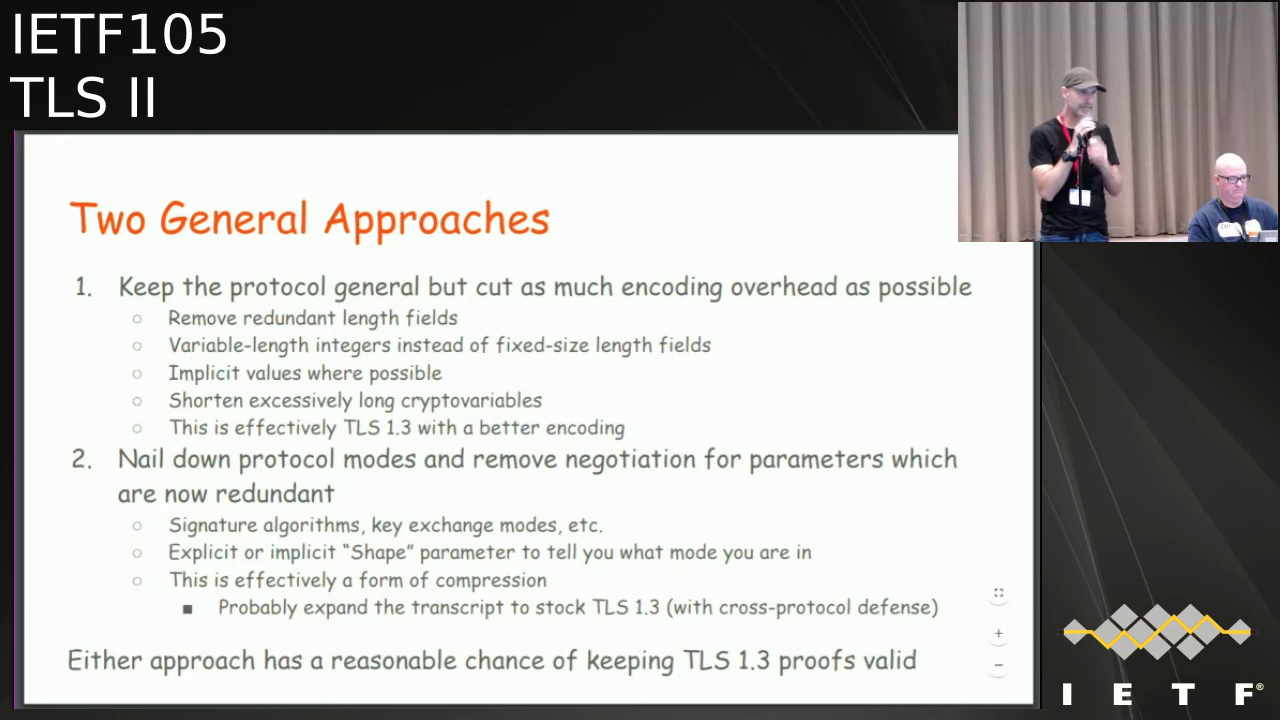 IETF105
TLS II
Two General Approaches
1. Keep the protocol general but cut as much encoding overhead as possible
○ Remove redundant length fields
○ Variable-length integers instead of fixed-size length fields
○ Implicit values where possible
○ Shorten excessively long cryptovariables
○ This is effectively TLS 1.3 with a better encoding
2. Nail down protocol modes and remove negotiation for parameters which
are now redundant
○ Signature algorithms, key exchange modes, etc.
○ Explicit or implicit “Shape” parameter to tell you what mode you are in
○ This is effectively a form of compression
■ Probably expand the transcript to stock TLS 1.3 (with cross-protocol defense)
Either approach has a reasonable chance of keeping TLS 1.3 proofs valid
I E T F®